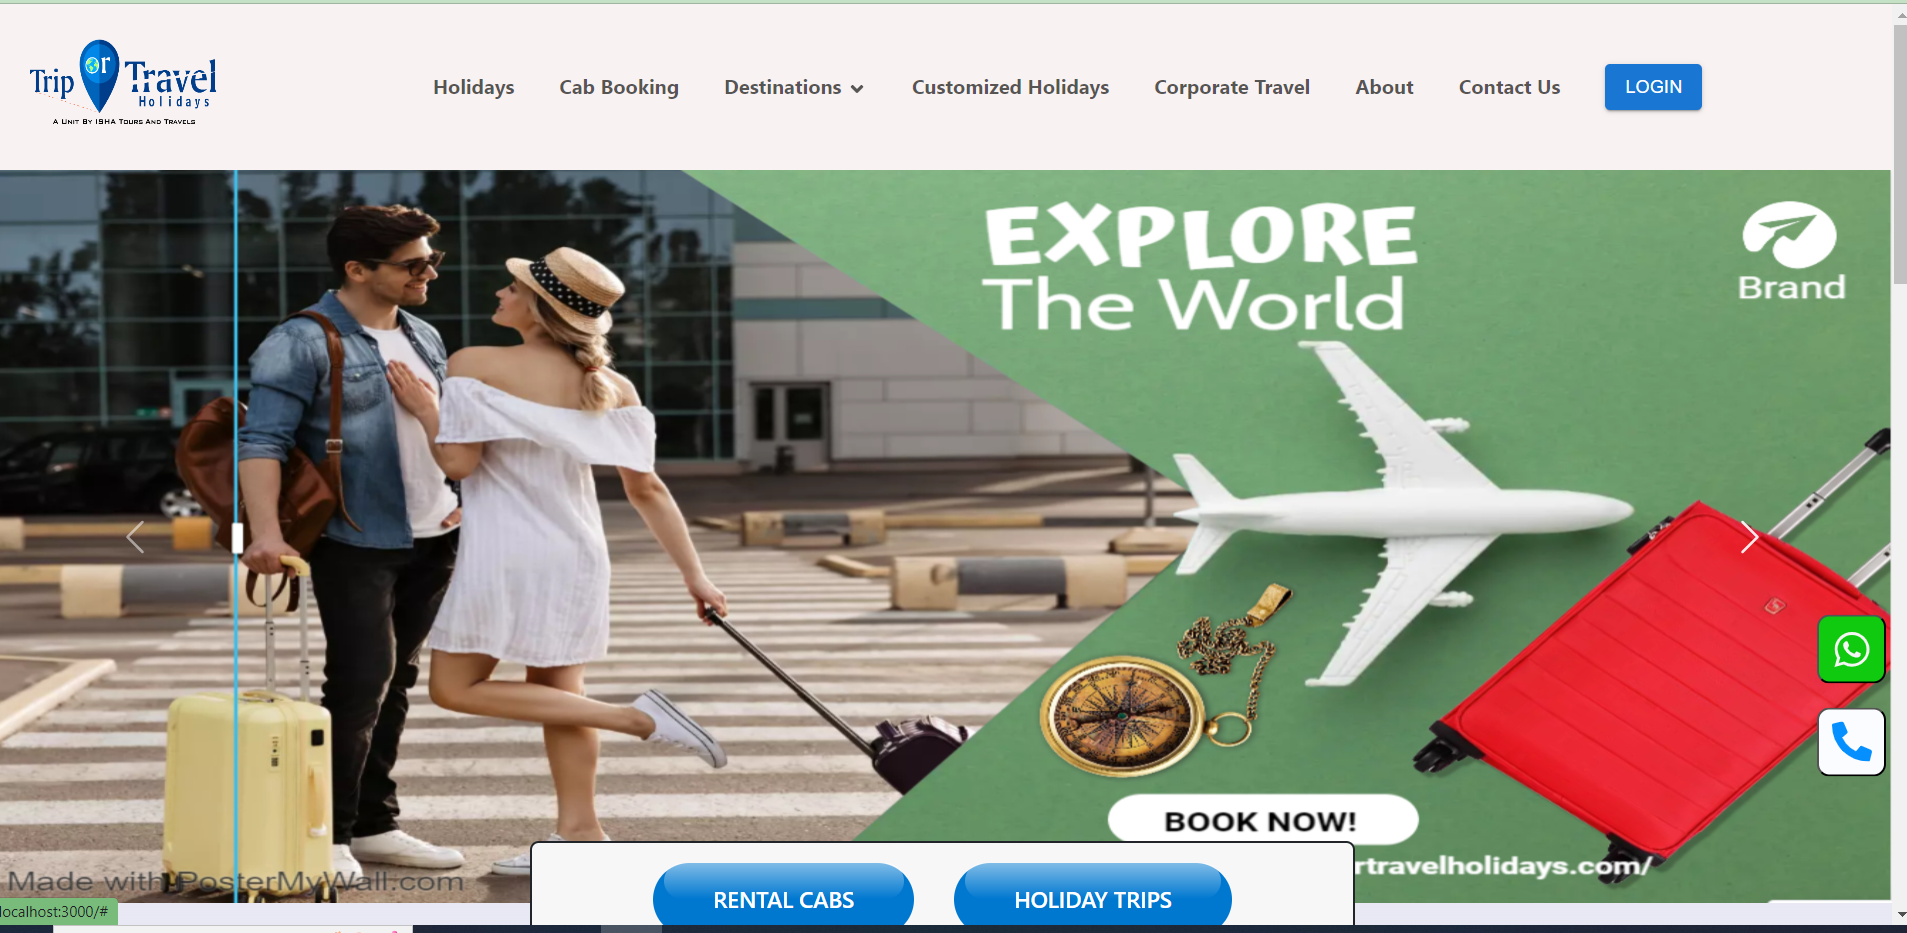 Trip or Travel
Holidays
A Unit By ISHA Tours And Travels
Holidays
Cab Booking
Destinations
Customized Holidays
Corporate Travel
About
Contact Us
LOGIN
EXPLORE
The World
Brand
BOOK NOW!
rtravelholidays.com/
Made with PosterMyWall.com
RENTAL CABS
HOLIDAY TRIPS
localhost:3000/#